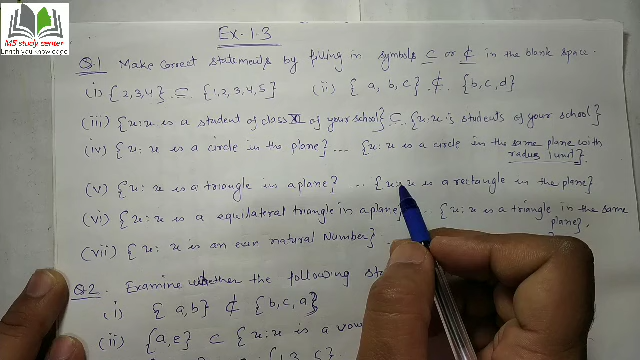 MS study center
Enrich you knowledge
Ex-1.3
Q.1 Make correct statements by filling in symbols ⊂ or ⊄ in the blank space.
(i) {2,3,4} .⊆. {1,2,3,4,5} (ii) { a, b, c} .⊄. {b,c,d}
(iii) {x:x is a student of class XI of your school} .⊆. {x:x is students of your school}
(iv) {x: x is a circle in the plane} ... {x: x is a circle in the same plane with
radius 1unit}
(v) {x: x is a triangle in a plane} ... {x:x is a rectangle in the plane}
(vi) {x:x is a equilateral triangle in a plane} .. {x:x is a triangle in the same
plane},
(vii) {x: x is an even natural Number} .
Q2 Examine whether the following
(i) { a,b} ⊄ {b,c,a}
(ii) {a,e} ⊂ {x:x is a